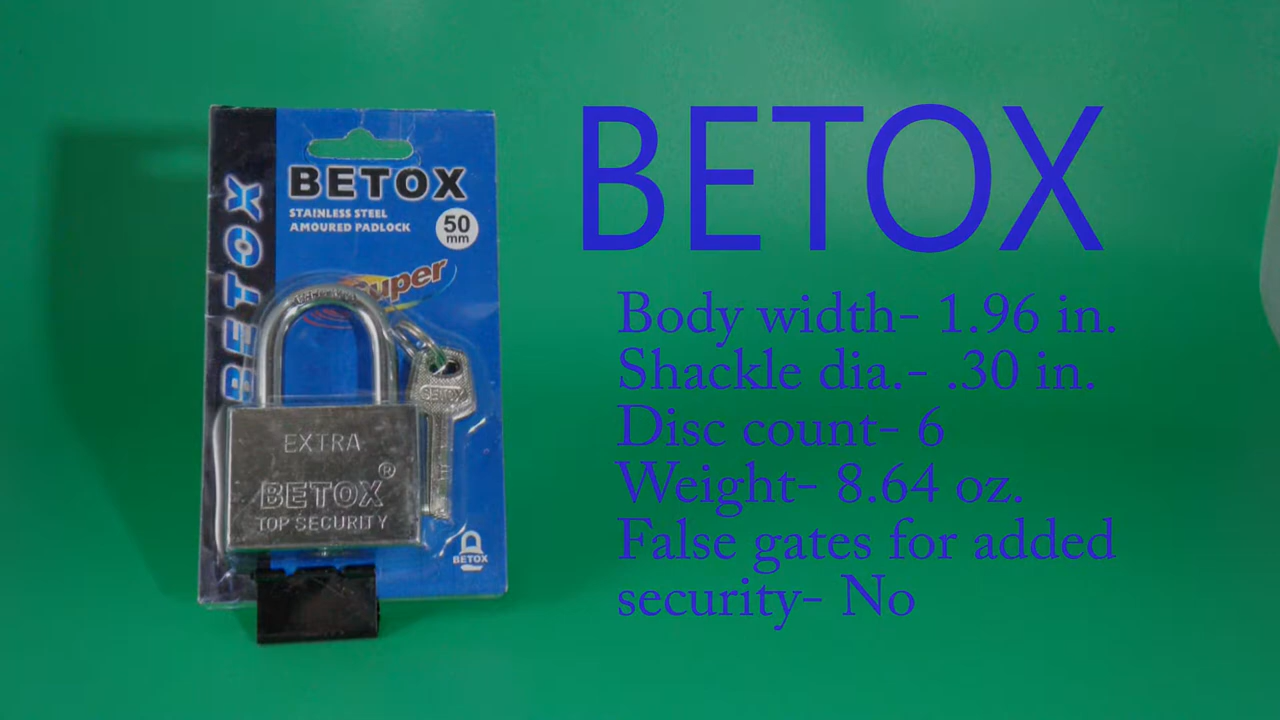 BETOX
STAINLESS STEEL
AMOURED PADLOCK
50
mm
super
BETOX
EXTRA
BETOX®
TOP SECURITY
BETOX
BETOX
BETOX
Body width- 1.96 in.
Shackle dia.- .30 in.
Disc count- 6
Weight- 8.64 oz.
False gates for added
security- No